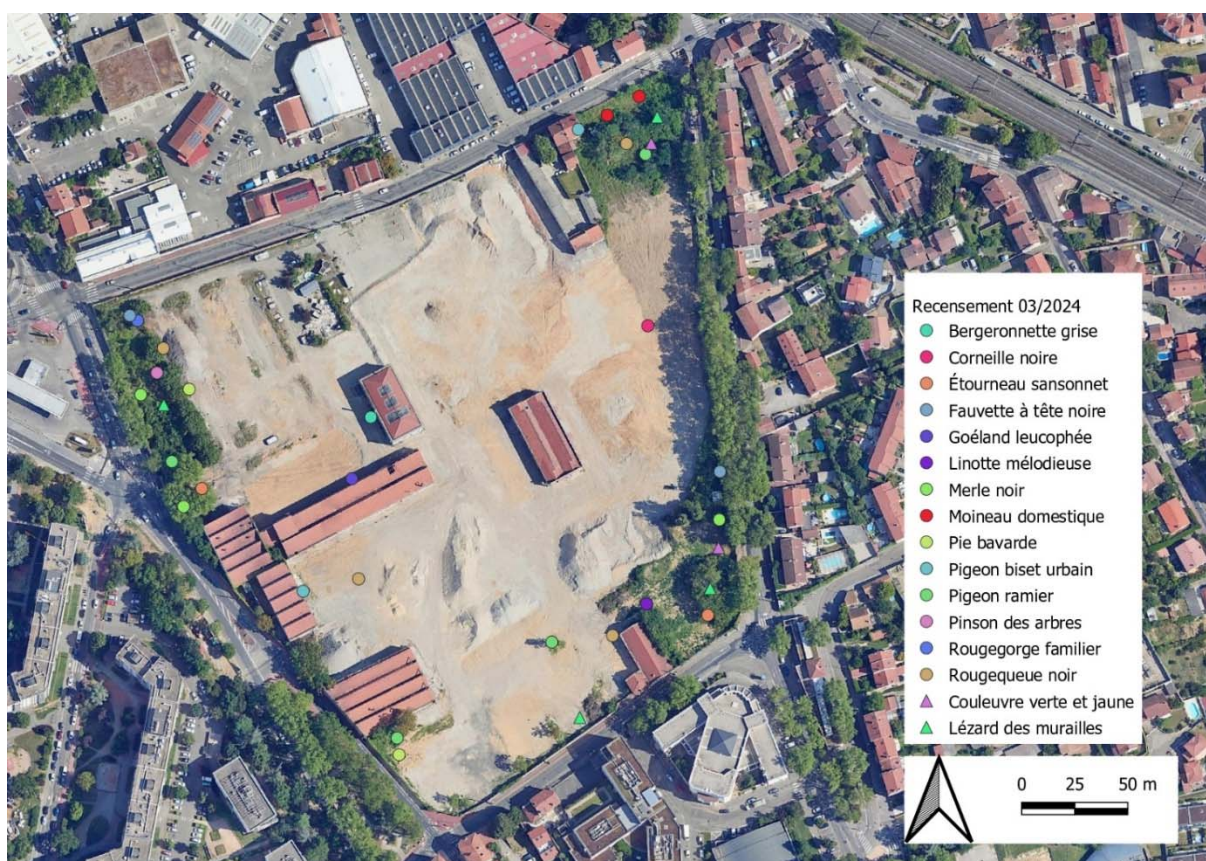 Recensement 03/2024
Bergeronnette grise
Corneille noire
Étourneau sansonnet
Fauvette à tête noire
Goéland leucophée
Linotte mélodieuse
Merle noir
Moineau domestique
Pie bavarde
Pigeon biset urbain
Pigeon ramier
Pinson des arbres
Rougegorge familier
Rougequeue noir
Couleuvre verte et jaune
Lézard des murailles
0 25 50 m